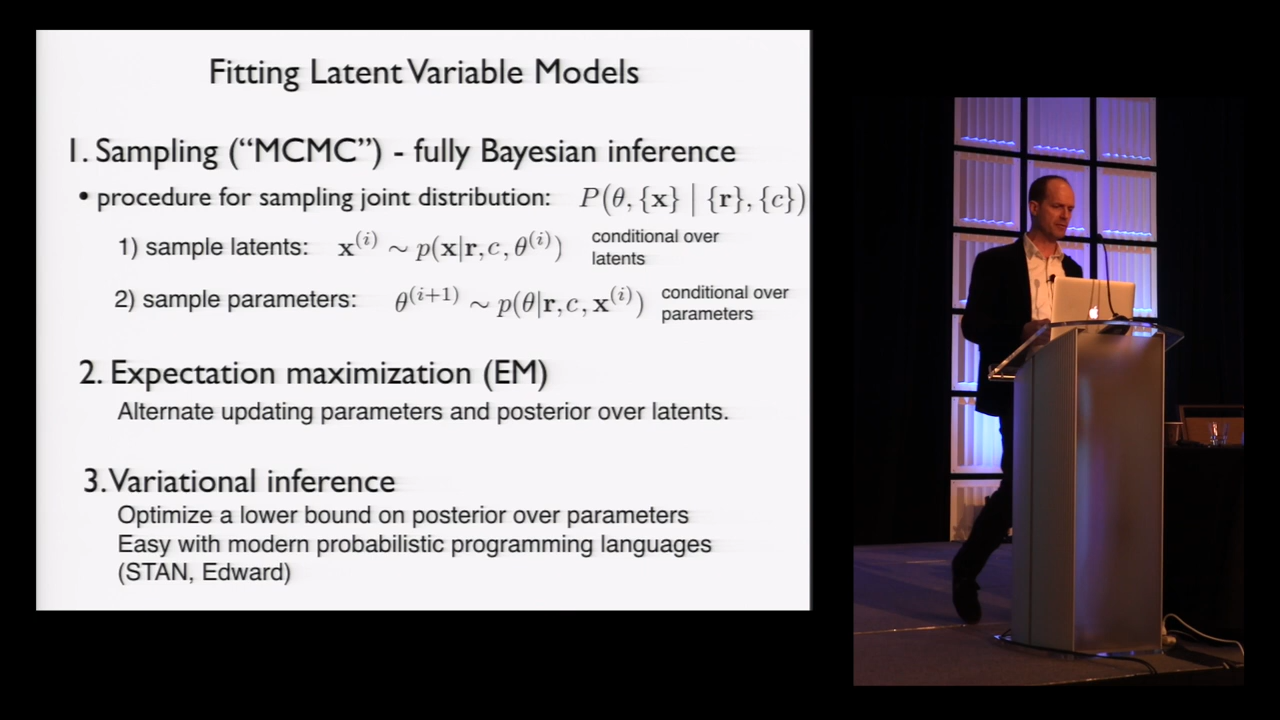 Fitting Latent Variable Models
1. Sampling (“MCMC”) - fully Bayesian inference
• procedure for sampling joint distribution: P(θ, {x} | {r}, {c})
1) sample latents: x^(i) ∼ p(x|r, c, θ^(i)) conditional over
latents
2) sample parameters: θ^(i+1) ∼ p(θ|r, c, x^(i)) conditional over
parameters
2. Expectation maximization (EM)
Alternate updating parameters and posterior over latents.
3. Variational inference
Optimize a lower bound on posterior over parameters
Easy with modern probabilistic programming languages
(STAN, Edward)